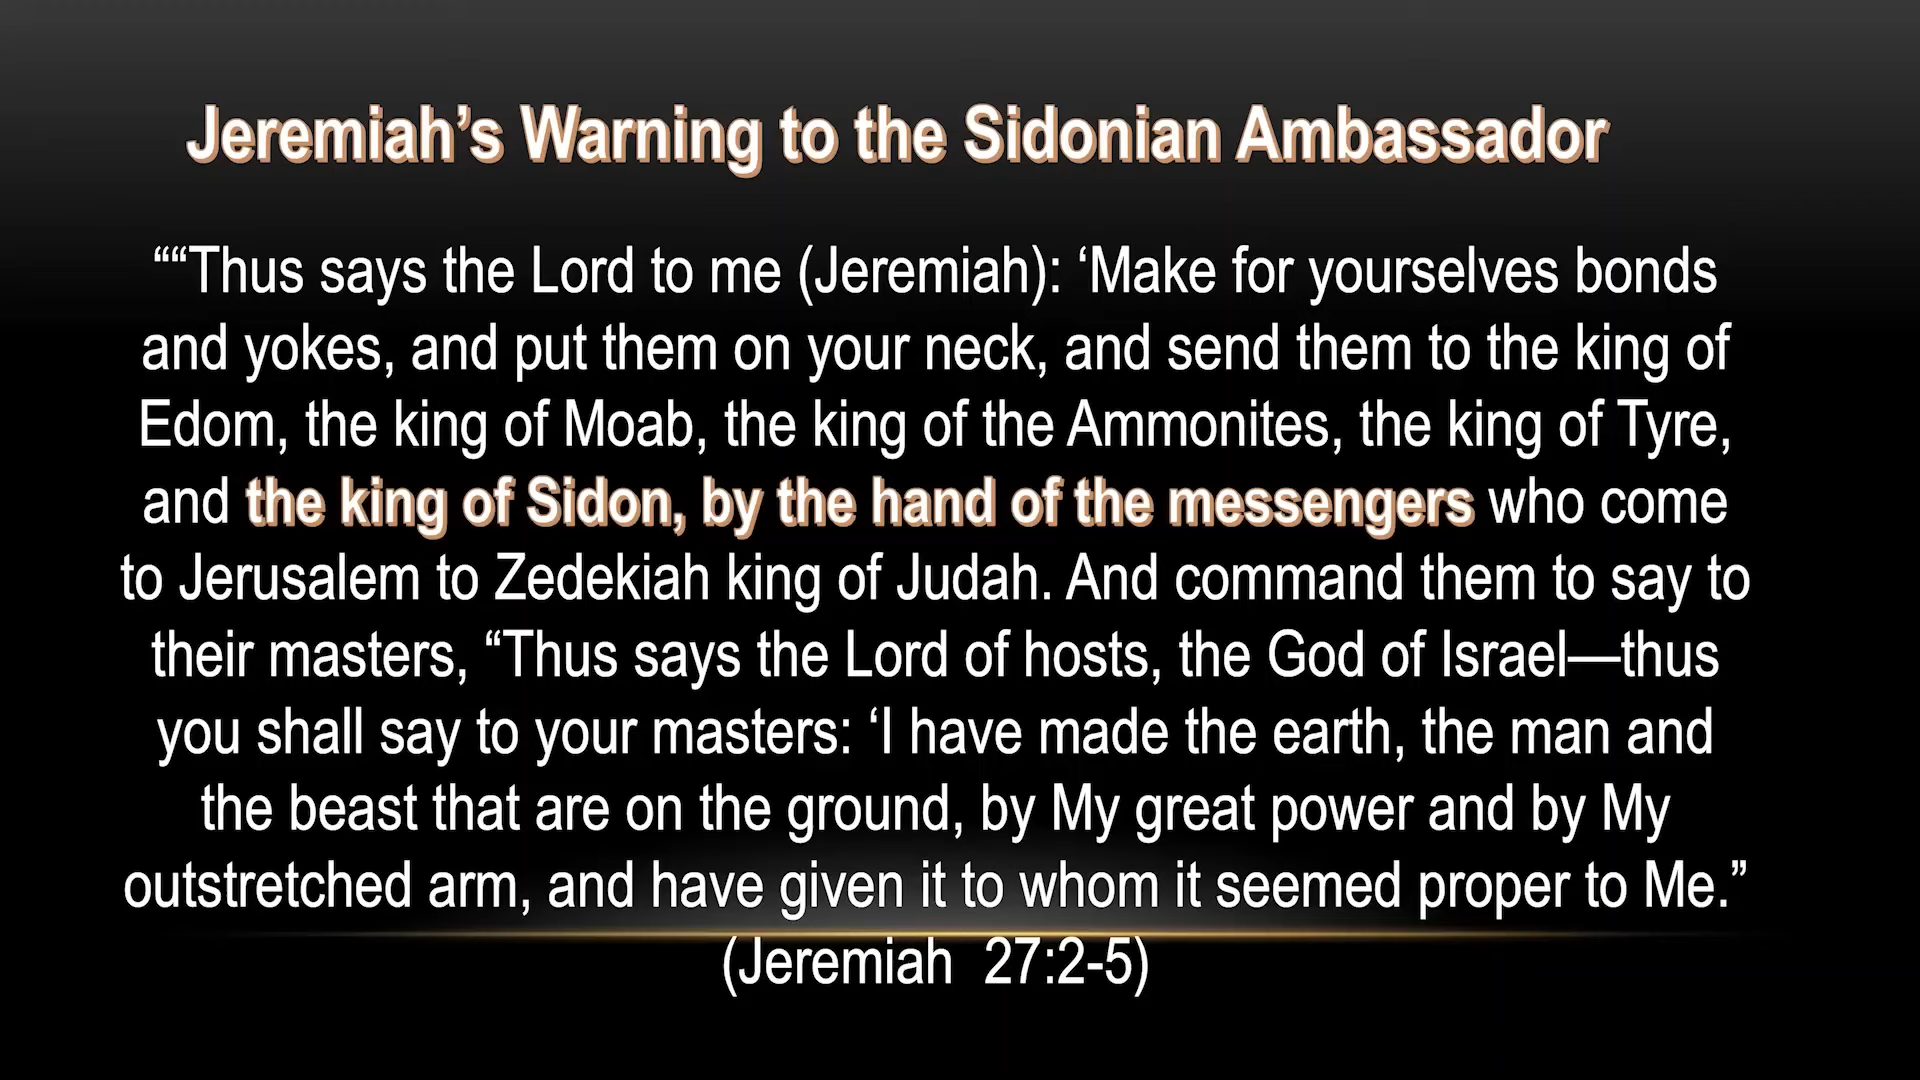 Jeremiah’s Warning to the Sidonian Ambassador
““Thus says the Lord to me (Jeremiah): ‘Make for yourselves bonds
and yokes, and put them on your neck, and send them to the king of
Edom, the king of Moab, the king of the Ammonites, the king of Tyre,
and the king of Sidon, by the hand of the messengers who come
to Jerusalem to Zedekiah king of Judah. And command them to say to
their masters, “Thus says the Lord of hosts, the God of Israel—thus
you shall say to your masters: ‘I have made the earth, the man and
the beast that are on the ground, by My great power and by My
outstretched arm, and have given it to whom it seemed proper to Me.”
(Jeremiah  27:2-5)